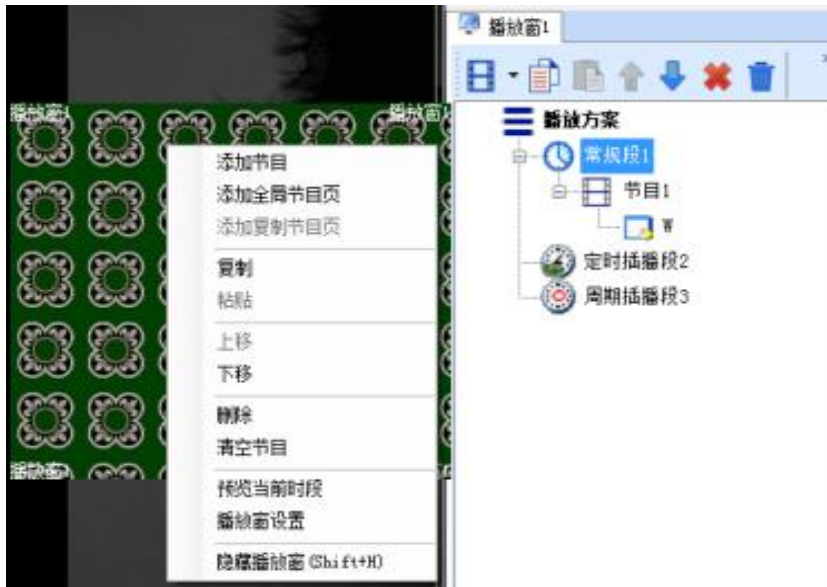 播放窗1
播放窗1
添加节目
添加全局节目页
添加复制节目页
复制
粘贴
上移
下移
删除
清空节目
预览当前时段
播放窗设置
隐藏播放窗(Shift+H)
播放窗1
播放方案
常规段1
节目1
W
定时插播段2
周期插播段3